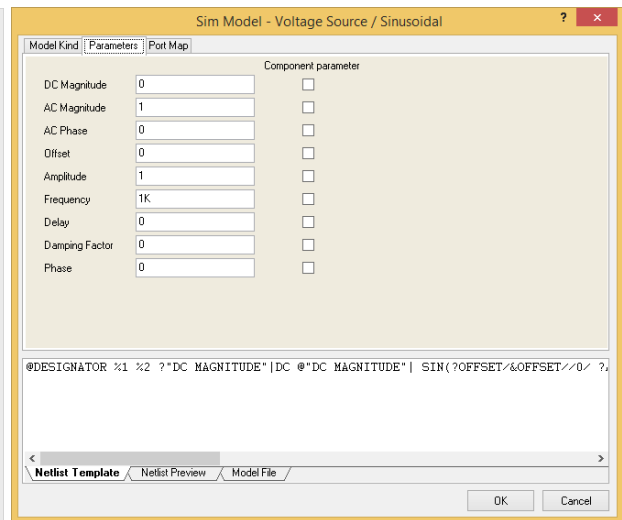 Sim Model - Voltage Source / Sinusoidal ? ×
Model Kind Parameters Port Map
Component parameter
DC Magnitude 0
AC Magnitude 1
AC Phase 0
Offset 0
Amplitude 1
Frequency 1K
Delay 0
Damping Factor 0
Phase 0
@DESIGNATOR %1 %2 ?"DC MAGNITUDE"|DC @"DC MAGNITUDE"| SIN(?OFFSET/&OFFSET//0/
Netlist Template Netlist Preview Model File
OK Cancel